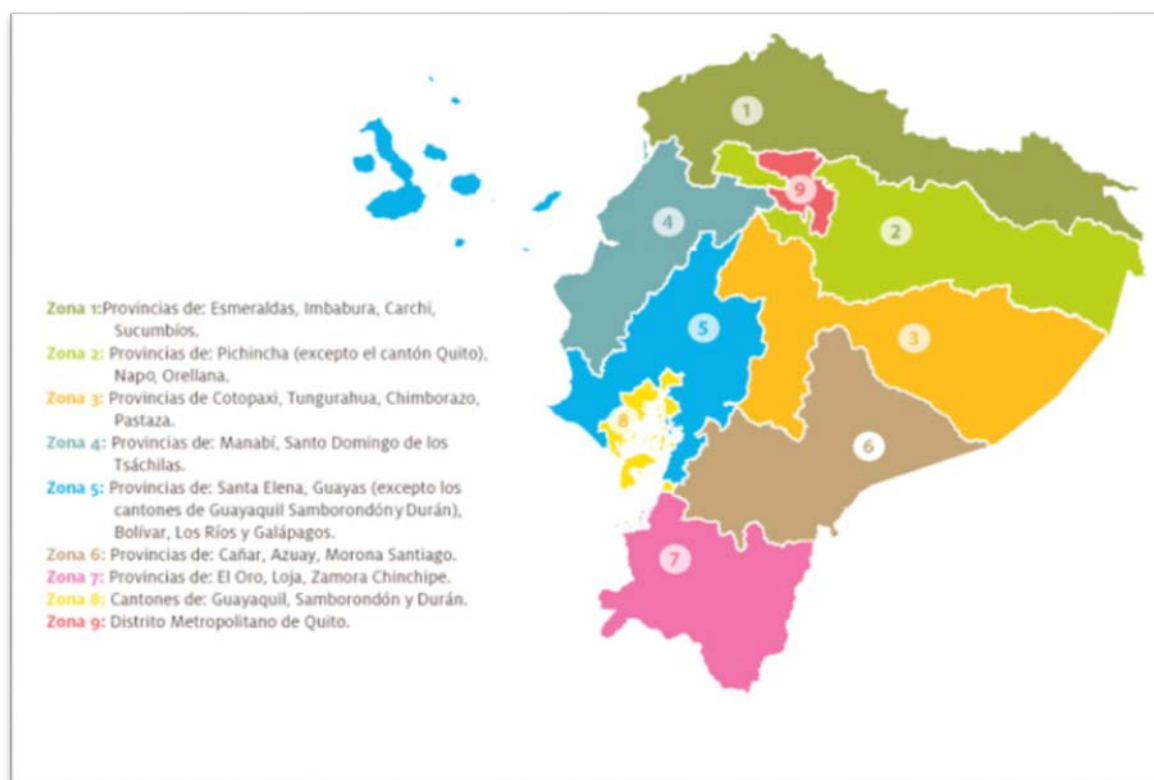 Zona 1:Provincias de: Esmeraldas, Imbabura, Carchi,
Sucumbíos.
Zona 2: Provincias de: Pichincha (excepto el cantón Quito),
Napo, Orellana.
Zona 3: Provincias de Cotopaxi, Tungurahua, Chimborazo,
Pastaza.
Zona 4: Provincias de: Manabí, Santo Domingo de los
Tsáchilas.
Zona 5: Provincias de: Santa Elena, Guayas (excepto los
cantones de Guayaquil Samborondón y Durán),
Bolívar, Los Ríos y Galápagos.
Zona 6: Provincias de: Cañar, Azuay, Morona Santiago.
Zona 7: Provincias de: El Oro, Loja, Zamora Chinchipe.
Zona 8: Cantones de: Guayaquil, Samborondón y Durán.
Zona 9: Distrito Metropolitano de Quito.
1
9
4
2
5
3
8
6
7